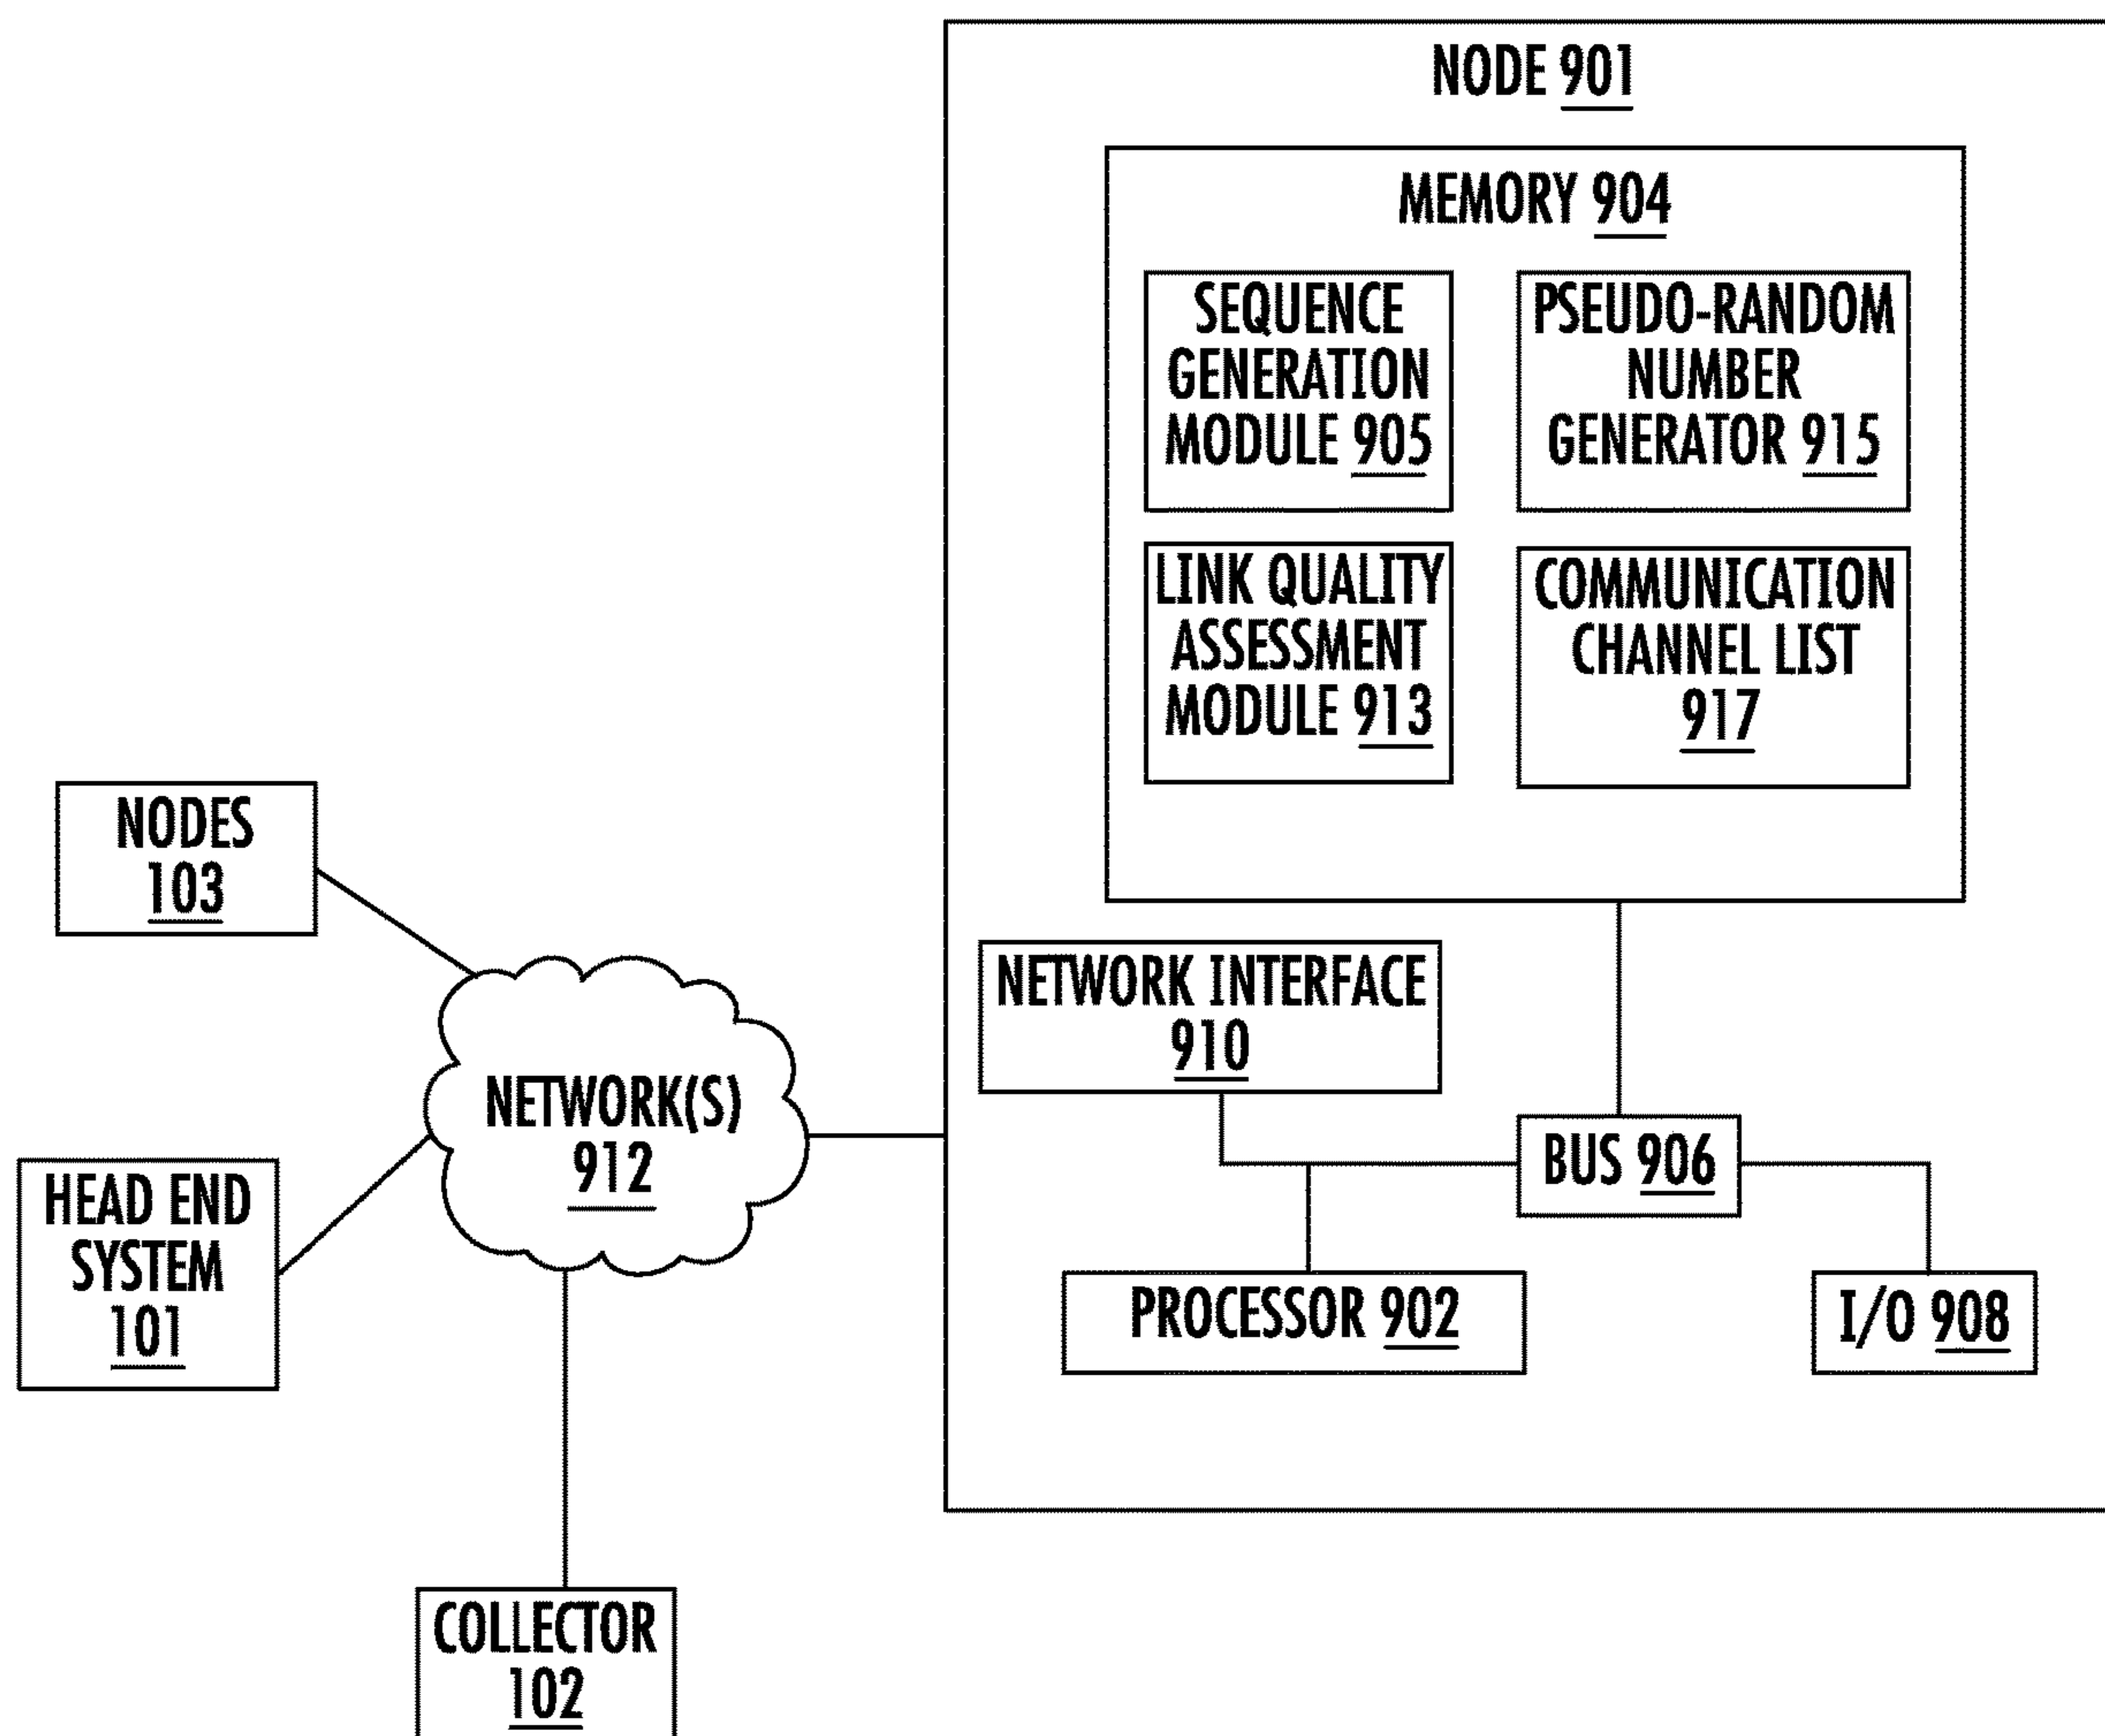 NODE 901
MEMORY 904
SEQUENCE
GENERATION
MODULE 905
PSEUDO-RANDOM
NUMBER
GENERATOR 915
LINK QUALITY
ASSESSMENT
MODULE 913
COMMUNICATION
CHANNEL LIST
917
NODES
103
NETWORK INTERFACE
910
NETWORK(S)
912
BUS 906
HEAD END
SYSTEM
101
PROCESSOR 902
I/O 908
COLLECTOR
102